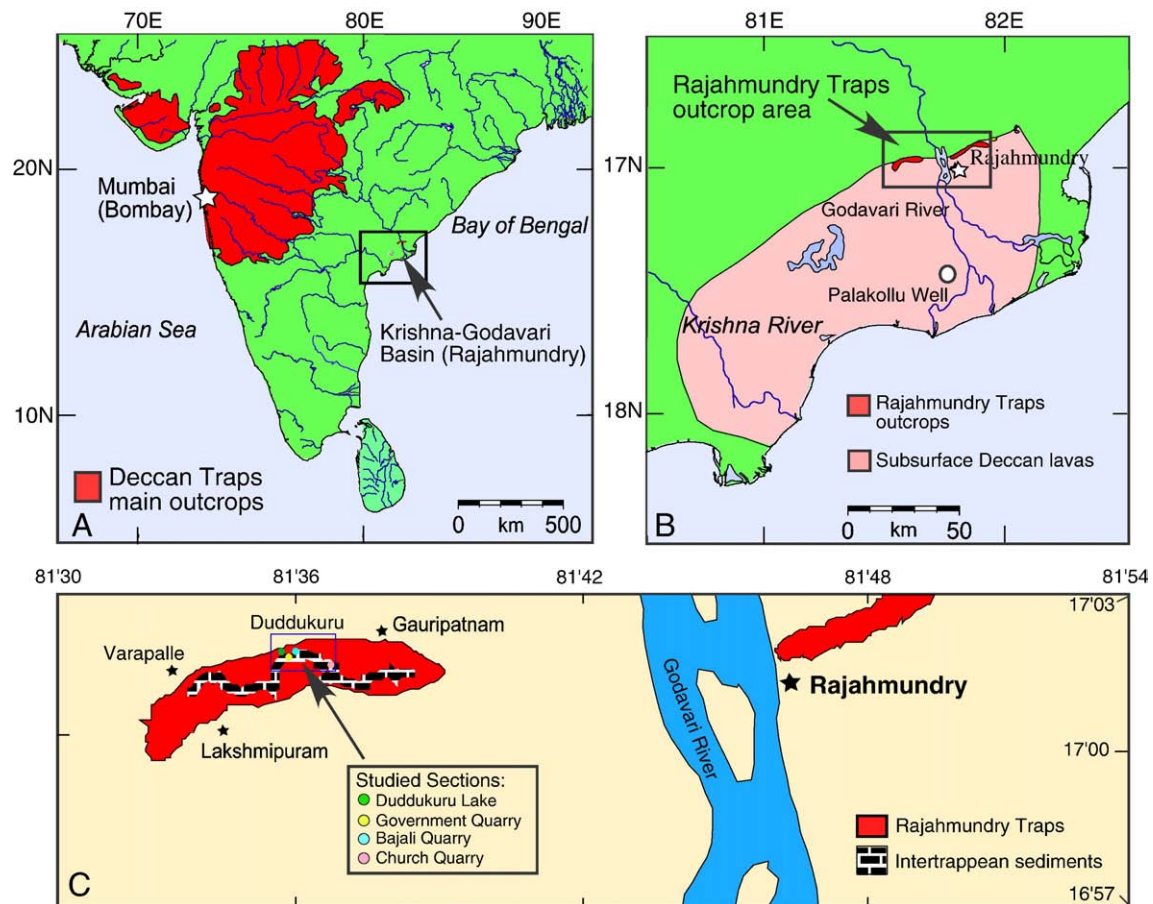 70E 80E 90E
20N
10N
Mumbai
(Bombay)
Bay of Bengal
Arabian Sea
Krishna-Godavari
Basin (Rajahmundry)
Deccan Traps
main outcrops
0 km 500
A
81E 82E
Rajahmundry Traps
outcrop area
17N
Rajahmundry
Godavari River
Palakollu Well
Krishna River
18N
Rajahmundry Traps
outcrops
Subsurface Deccan lavas
0 km 50
B
81'30 81'36 81'42 81'48 81'54
17'03
Duddukuru
Gauripatnam
Varapalle
Lakshmipuram
Godavari River
Rajahmundry
17'00
Studied Sections:
Duddukuru Lake
Government Quarry
Bajali Quarry
Church Quarry
Rajahmundry Traps
Intertrappean sediments
16'57
C